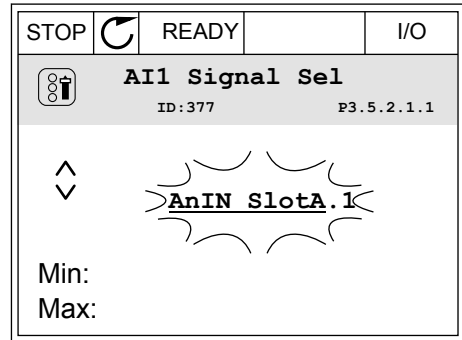 STOP READY I/O
AI1 Signal Sel
ID:377 P3.5.2.1.1
AnIN SlotA.1
Min:
Max: